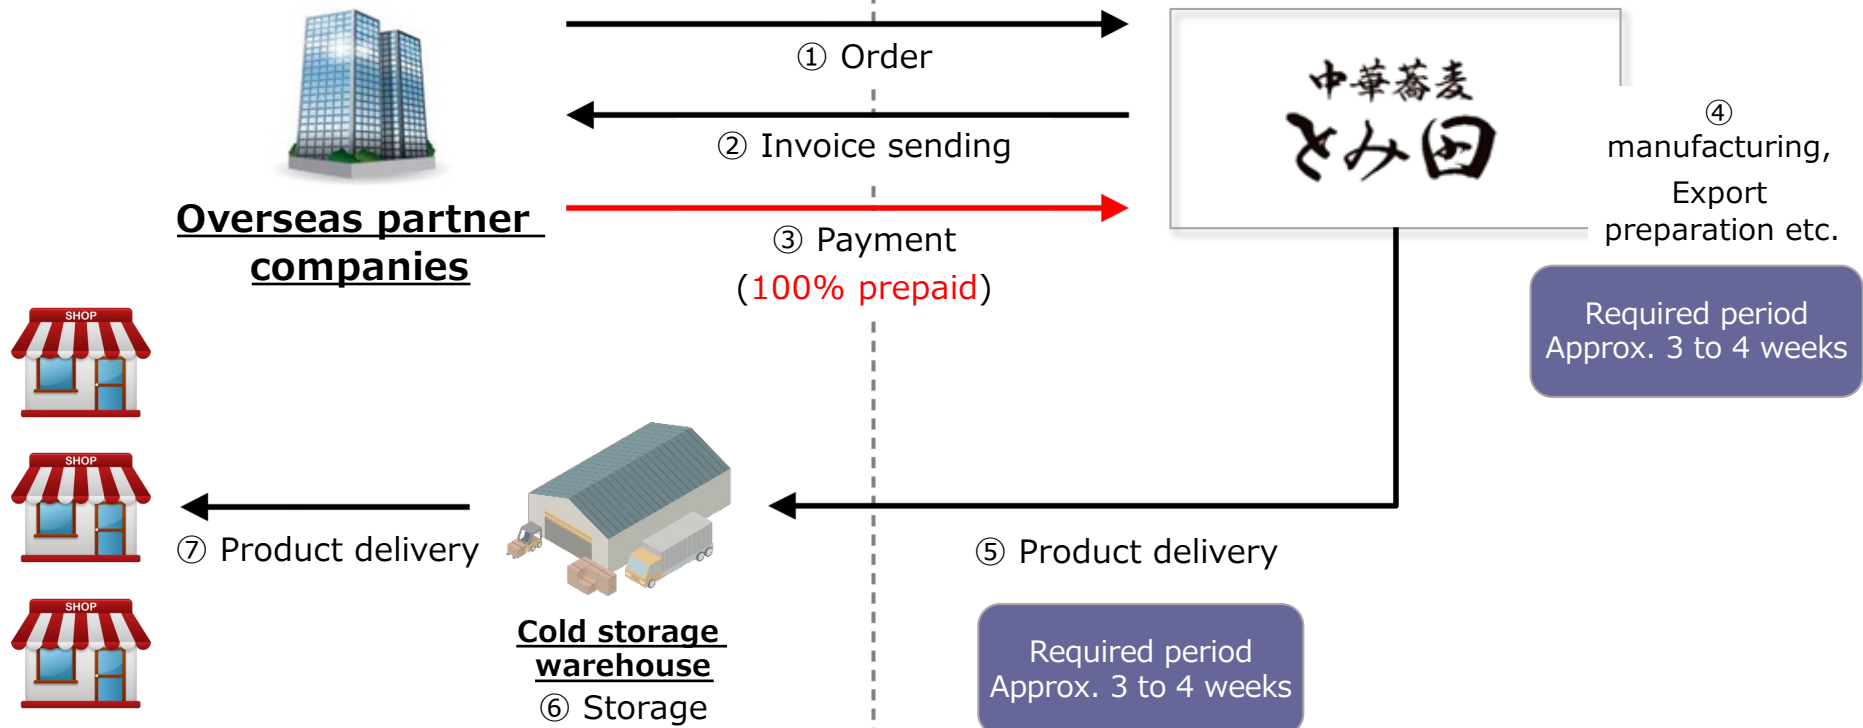 ① Order
② Invoice sending
③ Payment
(100% prepaid)
Overseas partner
companies
中華蕎麦
とみ田
④
manufacturing,
Export
preparation etc.
Required period
Approx. 3 to 4 weeks
SHOP
SHOP
SHOP
⑦ Product delivery
Cold storage
warehouse
⑥ Storage
⑤ Product delivery
Required period
Approx. 3 to 4 weeks